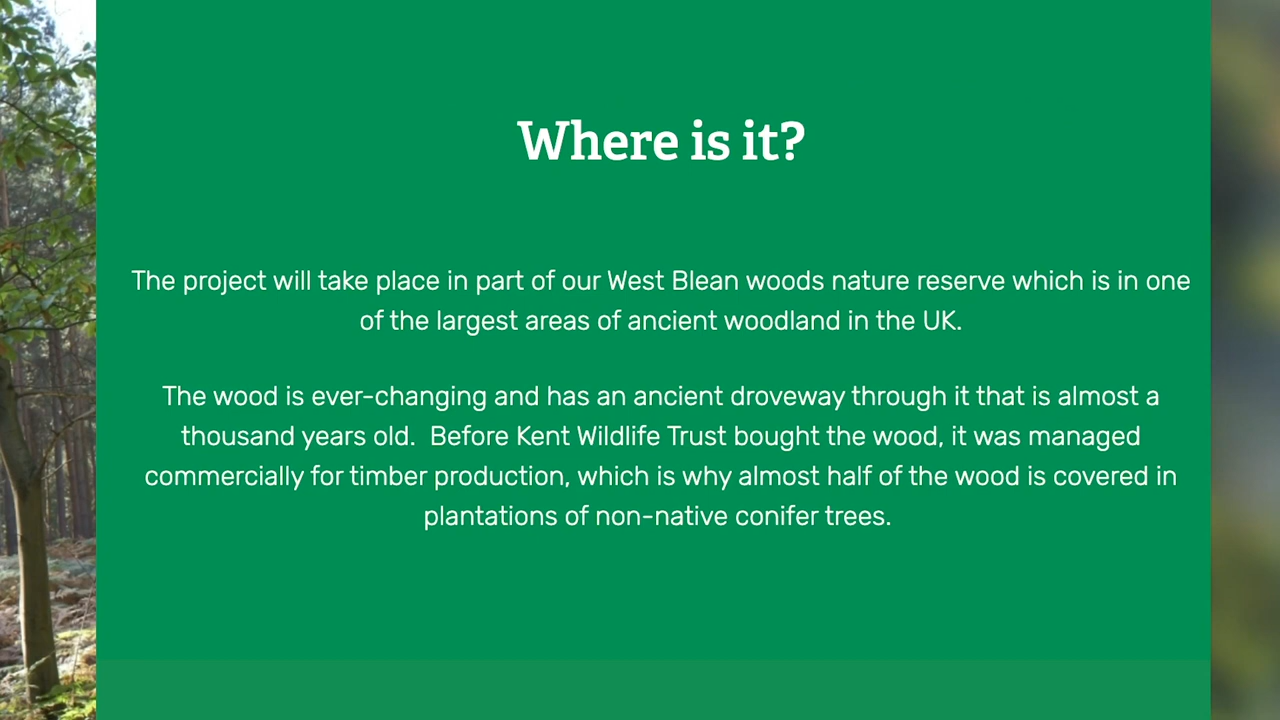 Where is it?
The project will take place in part of our West Blean woods nature reserve which is in one
of the largest areas of ancient woodland in the UK.
The wood is ever-changing and has an ancient droveway through it that is almost a
thousand years old.  Before Kent Wildlife Trust bought the wood, it was managed
commercially for timber production, which is why almost half of the wood is covered in
plantations of non-native conifer trees.